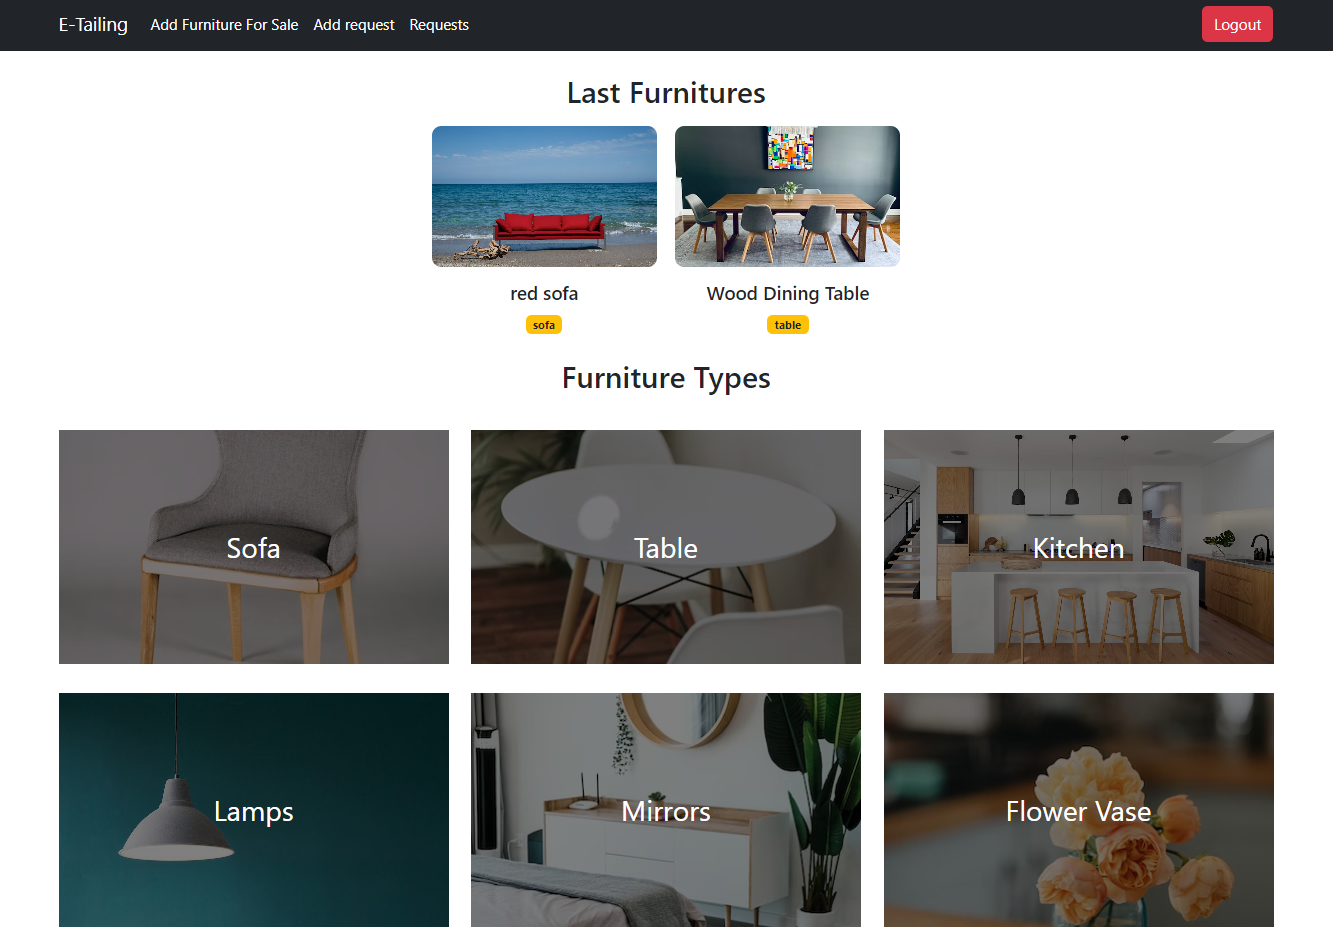 E-Tailing Add Furniture For Sale Add request Requests Logout
Last Furnitures
red sofa Wood Dining Table
sofa table
Furniture Types
Sofa Table Kitchen
Lamps Mirrors Flower Vase